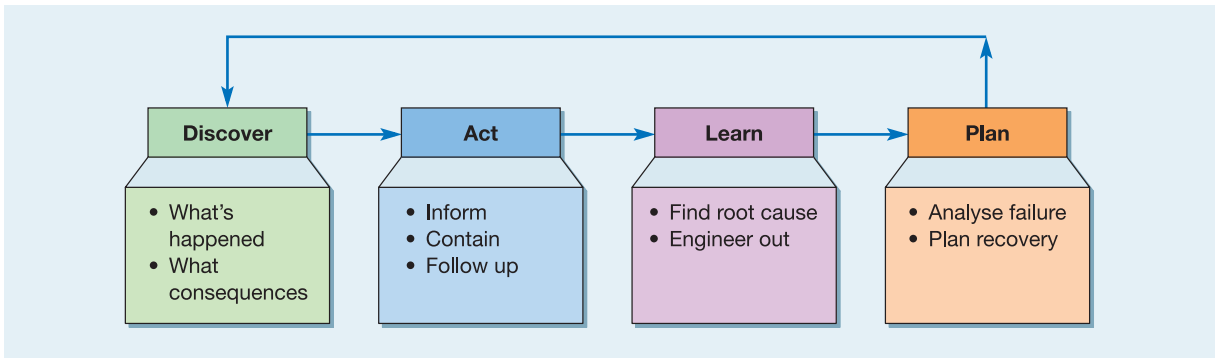 Discover
Act
Learn
Plan
• What's
happened
• What
consequences
• Inform
• Contain
• Follow up
• Find root cause
• Engineer out
• Analyse failure
• Plan recovery